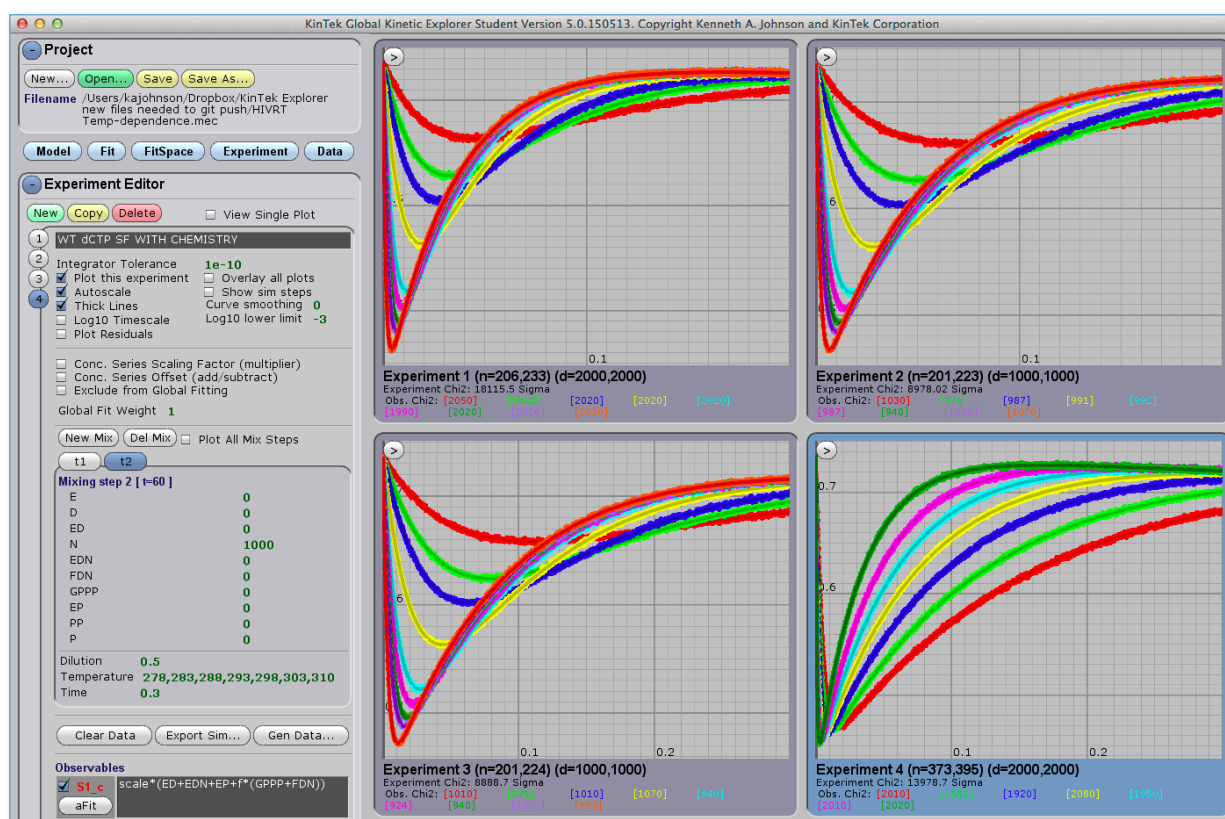 KinTek Global Kinetic Explorer Student Version 5.0.150513. Copyright Kenneth A. Johnson and KinTek Corporation
Project
New... Open... Save Save As...
Filename /Users/kajohnson/Dropbox/KinTek Explorer
new files needed to git push/HIVRT
Temp-dependence.mec
Model Fit FitSpace Experiment Data
Experiment Editor
New Copy Delete View Single Plot
1 WT dCTP SF WITH CHEMISTRY
2 Integrator Tolerance 1e-10
3 Plot this experiment Overlay all plots
4 Autoscale Show sim steps
Thick Lines Curve smoothing 0
Log10 Timescale Log10 lower limit -3
Plot Residuals
Conc. Series Scaling Factor (multiplier)
Conc. Series Offset (add/subtract)
Exclude from Global Fitting
Global Fit Weight 1
New Mix Del Mix Plot All Mix Steps
t1 t2
Mixing step 2 [ t=60 ]
E 0
D 0
ED 0
N 1000
EDN 0
FDN 0
GPPP 0
EP 0
PP 0
P 0
Dilution 0.5
Temperature 278,283,288,293,298,303,310
Time 0.3
Clear Data Export Sim... Gen Data...
Observables
S1_c scale*(ED+EDN+EP+f*(GPPP+FDN))
aFit
>
0.1
Experiment 1 (n=206,233) (d=2000,2000)
Experiment Chi2: 18115.5 Sigma
Obs. Chi2: [2050] [2020] [2020]
[1990] [2020]
>
.6
0.1
Experiment 2 (n=201,223) (d=1000,1000)
Experiment Chi2: 8978.02 Sigma
Obs. Chi2: [1030] [987] [991]
[987] [940] [1070]
>
.6
0.1 0.2
Experiment 3 (n=201,224) (d=1000,1000)
Experiment Chi2: 8888.7 Sigma
Obs. Chi2: [1010] [1010] [1070] [940]
[924] [940]
>
0.7
0.6
0.1 0.2
Experiment 4 (n=373,395) (d=2000,2000)
Experiment Chi2: 13978.7 Sigma
Obs. Chi2: [2010] [1920] [2080] [1950]
[2010] [2020]